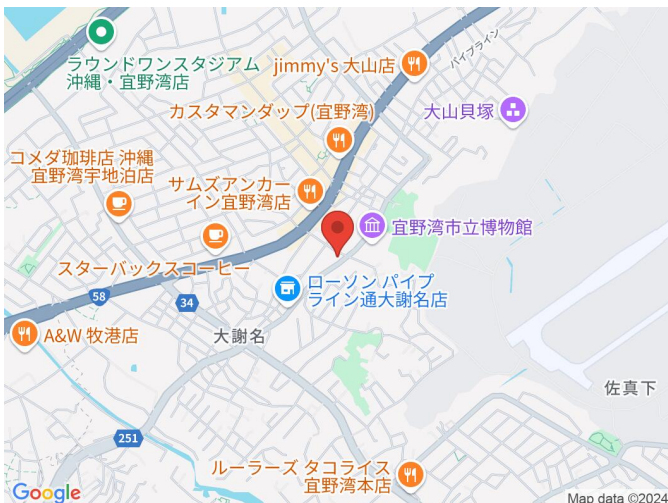 ラウンドワンスタジアム
沖縄・宜野湾店
jimmy's 大山店
パイプライン
カスタマンダップ(宜野湾)
大山貝塚
コメダ珈琲店 沖縄
宜野湾宇地泊店
サムズアンカー
イン宜野湾店
宜野湾市立博物館
スターバックスコーヒー
ローソン パイプ
ライン通大謝名店
58
34
A&W 牧港店
大謝名
佐真下
251
ルーラーズ タコライス
宜野湾本店
Google
Map data ©2024